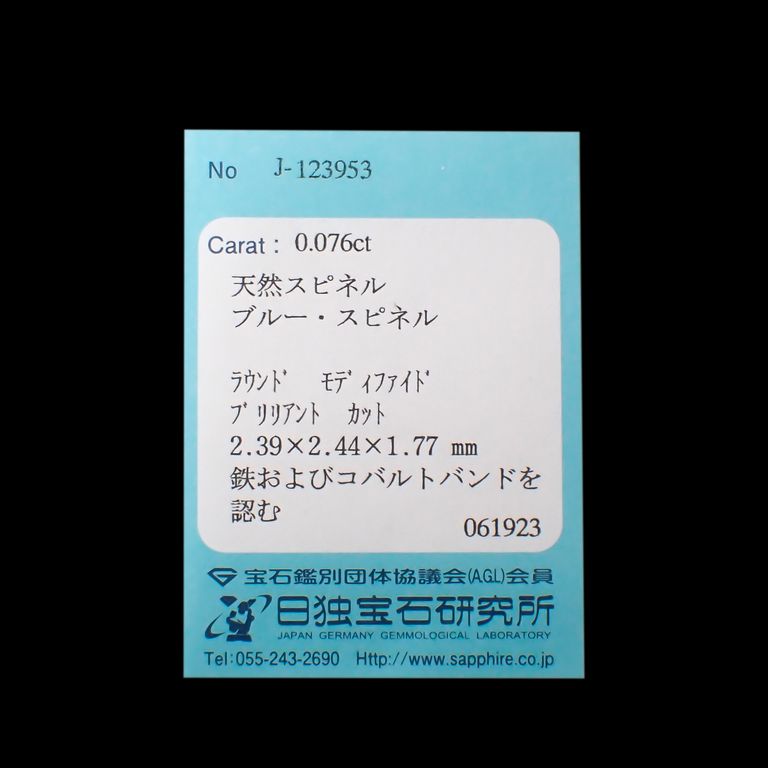 No J-123953
Carat : 0.076ct
天然スピネル
ブルー・スピネル
ﾗｳﾝﾄﾞ ﾓﾃﾞｨﾌｧｲﾄﾞ
ﾌﾞﾘﾘｱﾝﾄ ｶｯﾄ
2.39×2.44×1.77 mm
鉄およびコバルトバンドを
認む
061923
宝石鑑別団体協議会(AGL)会員
日独宝石研究所
JAPAN GERMANY GEMMOLOGICAL LABORATORY
Tel:055-243-2690 Http://www.sapphire.co.jp